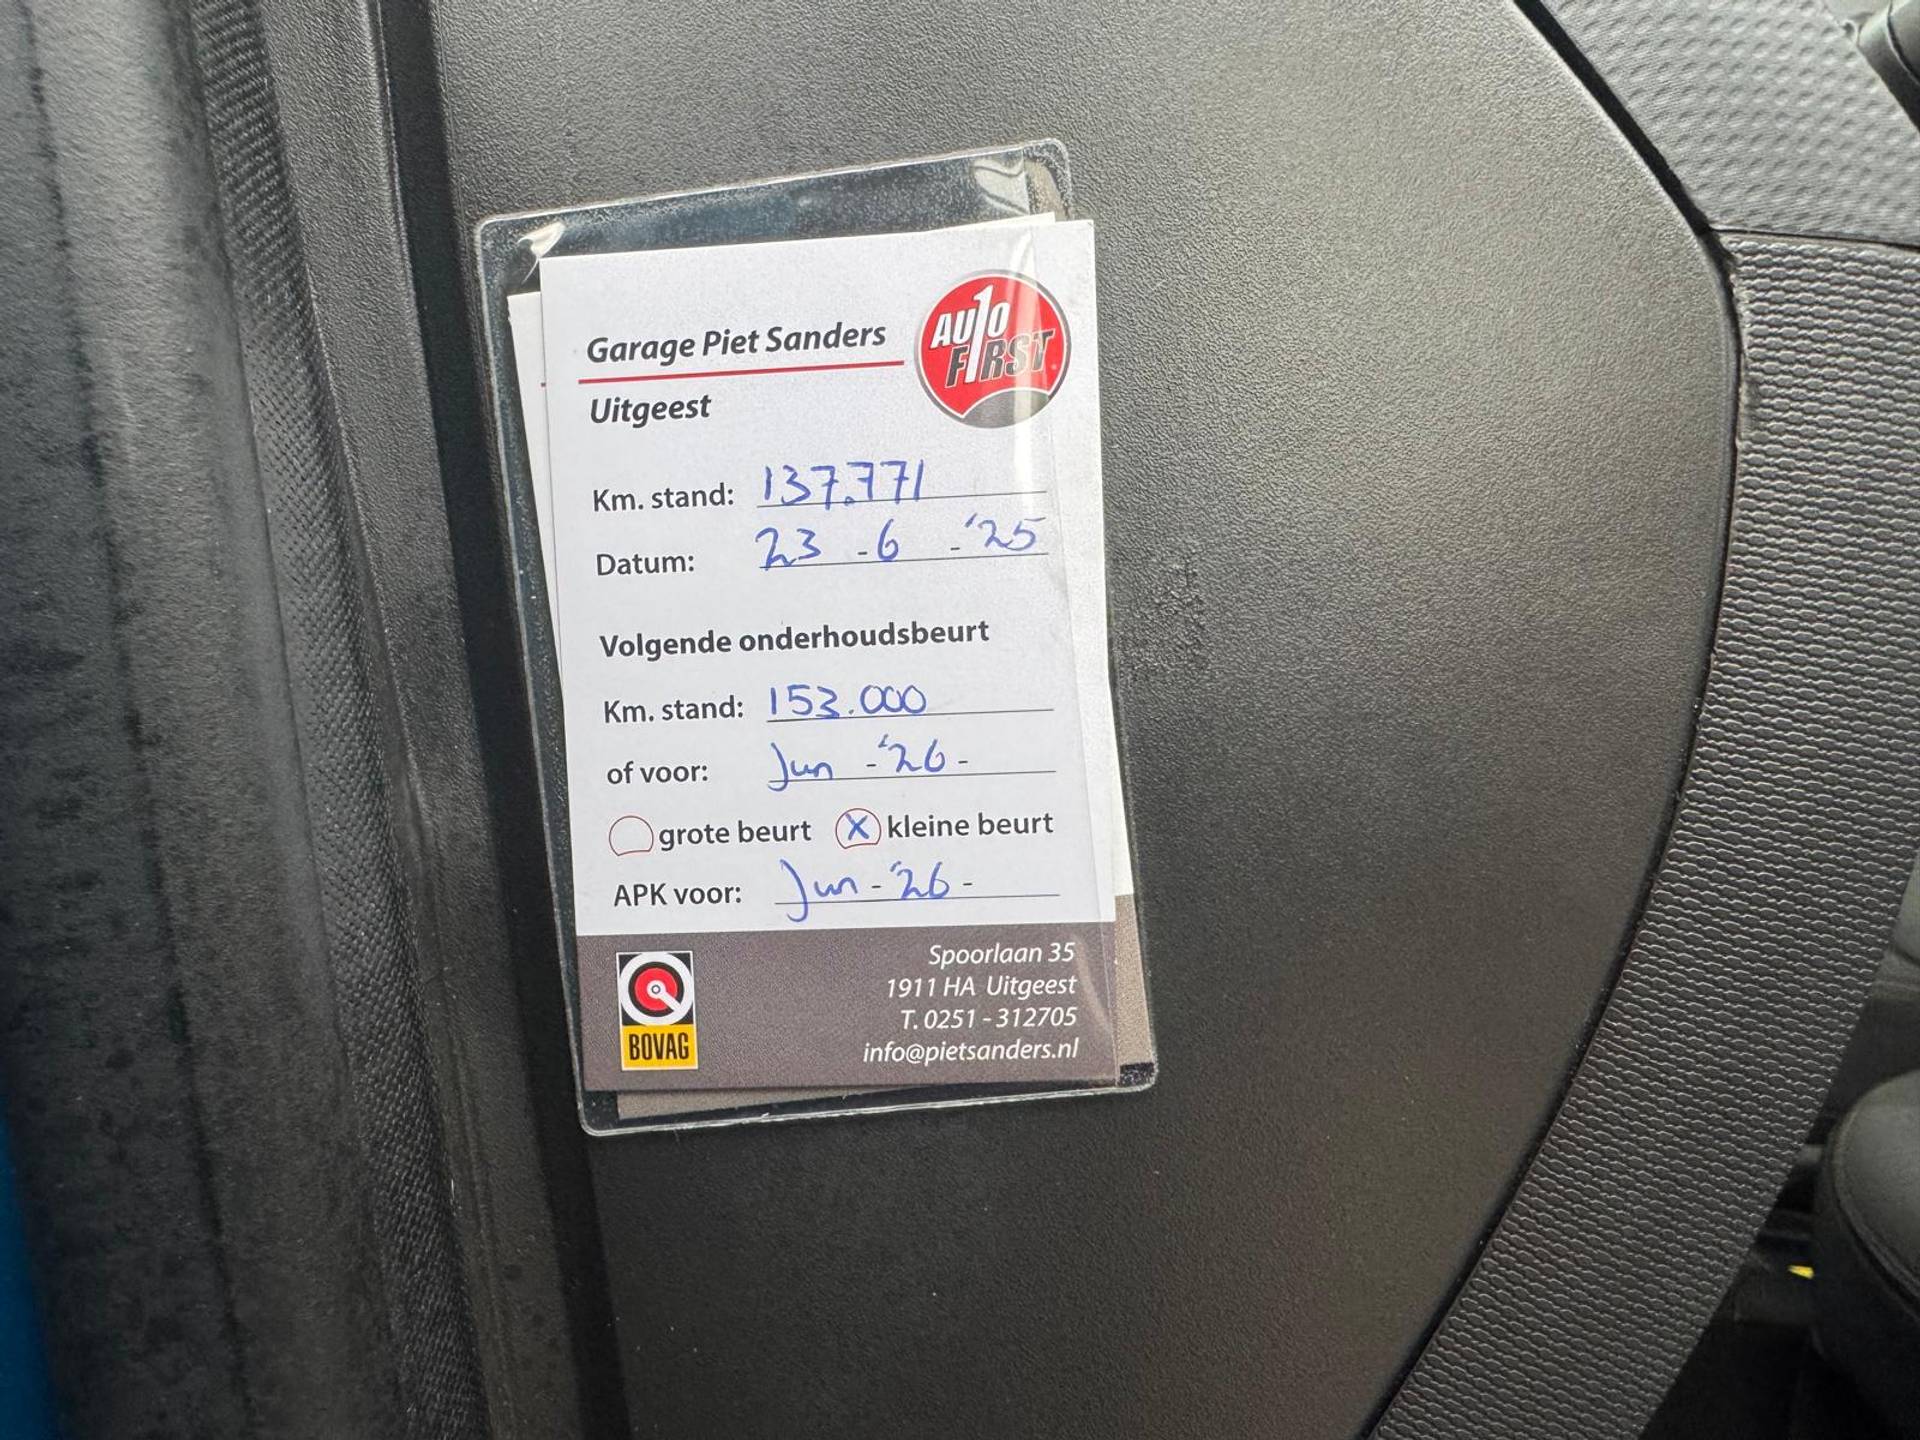 Garage Piet Sanders
AUTO
FIRST
Uitgeest
Km. stand: 137.771
Datum: 23 - 6 - '25
Volgende onderhoudsbeurt
Km. stand: 153.000
of voor: Jun - '26 -
grote beurt X kleine beurt
APK voor: Jun - '26 -
Spoorlaan 35
1911 HA Uitgeest
T. 0251 - 312705
info@pietsanders.nl
BOVAG